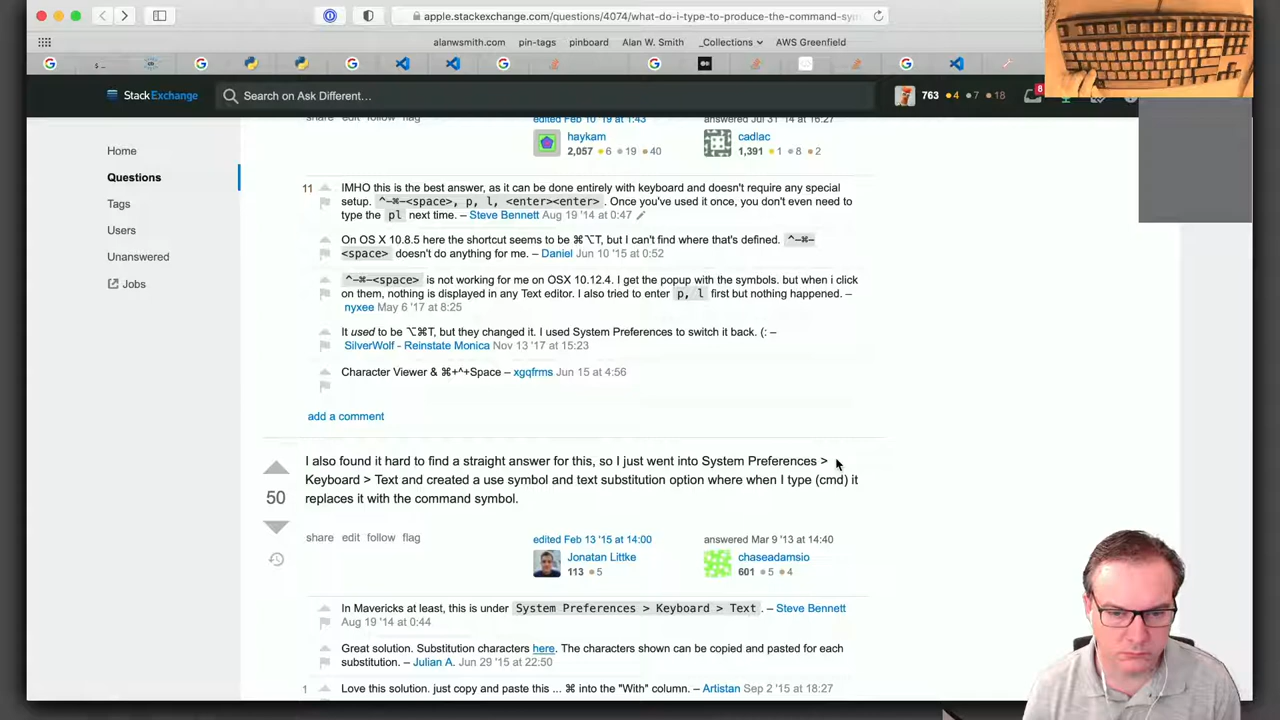 apple.stackexchange.com/questions/4074/what-do-i-type-to-produce-the-command-sym
alanwsmith.com pin-tags pinboard Alan W. Smith _Collections AWS Greenfield
StackExchange Search on Ask Different… 763 4 7 18 8
share edit follow flag edited Feb 10 '19 at 1:43 answered Jul 31 '14 at 16:27
haykam cadlac
2,057 6 19 40 1,391 1 8 2
Home
Questions
Tags
Users
Unanswered
Jobs
11 IMHO this is the best answer, as it can be done entirely with keyboard and doesn't require any special
setup. ^-⌘-<space>, p, l, <enter><enter> . Once you've used it once, you don't even need to
type the pl next time. – Steve Bennett Aug 19 '14 at 0:47
On OS X 10.8.5 here the shortcut seems to be ⌘⌥T, but I can't find where that's defined. ^-⌘-
<space> doesn't do anything for me. – Daniel Jun 10 '15 at 0:52
^-⌘-<space> is not working for me on OSX 10.12.4. I get the popup with the symbols. but when i click
on them, nothing is displayed in any Text editor. I also tried to enter p, l first but nothing happened. –
nyxee May 6 '17 at 8:25
It used to be ⌥⌘T, but they changed it. I used System Preferences to switch it back. (: –
SilverWolf - Reinstate Monica Nov 13 '17 at 15:23
Character Viewer & ⌘+^+Space – xgqfrms Jun 15 at 4:56
add a comment
50
I also found it hard to find a straight answer for this, so I just went into System Preferences >
Keyboard > Text and created a use symbol and text substitution option where when I type (cmd) it
replaces it with the command symbol.
share edit follow flag edited Feb 13 '15 at 14:00 answered Mar 9 '13 at 14:40
Jonatan Littke chaseadamsio
113 5 601 5 4
In Mavericks at least, this is under System Preferences > Keyboard > Text . – Steve Bennett
Aug 19 '14 at 0:44
Great solution. Substitution characters here. The characters shown can be copied and pasted for each
substitution. – Julian A. Jun 29 '15 at 22:50
1 Love this solution. just copy and paste this ... ⌘ into the "With" column. – Artistan Sep 2 '15 at 18:27